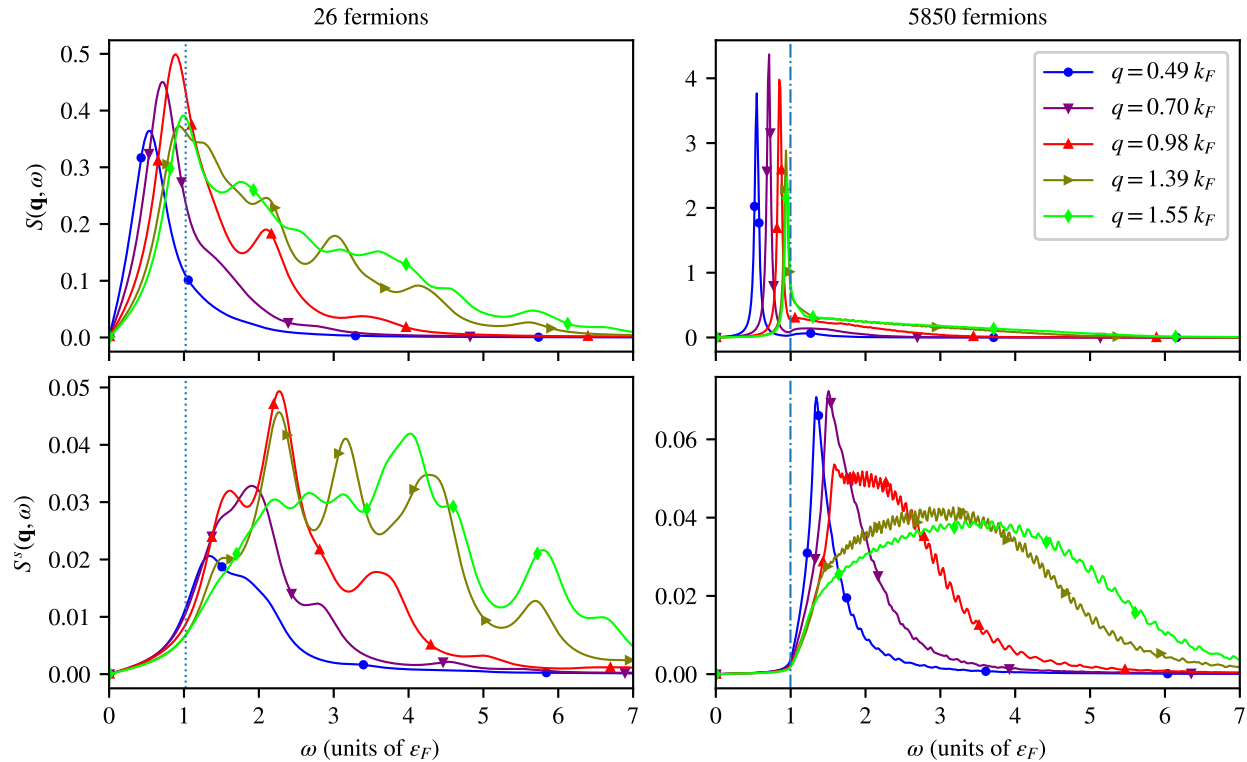 26 fermions
5850 fermions
S(q, ω)
0.5
0.4
0.3
0.2
0.1
0.0
4
3
2
1
0
q = 0.49 k_F
q = 0.70 k_F
q = 0.98 k_F
q = 1.39 k_F
q = 1.55 k_F
S^s(q, ω)
0.05
0.04
0.03
0.02
0.01
0.00
0.06
0.04
0.02
0.00
0 1 2 3 4 5 6 7
0 1 2 3 4 5 6 7
ω (units of ε_F)
ω (units of ε_F)